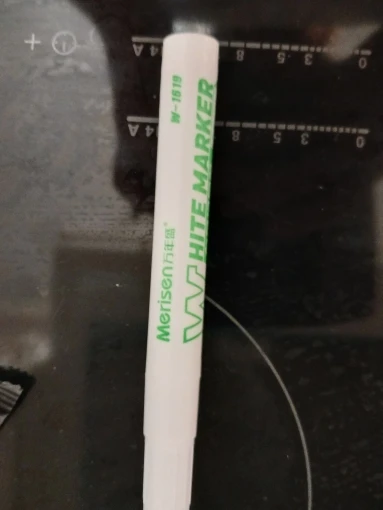 Merisen万年盛®
W-1619
WHITE MARKER
A 14 8 5 3 0
A 14 8 5 3 0